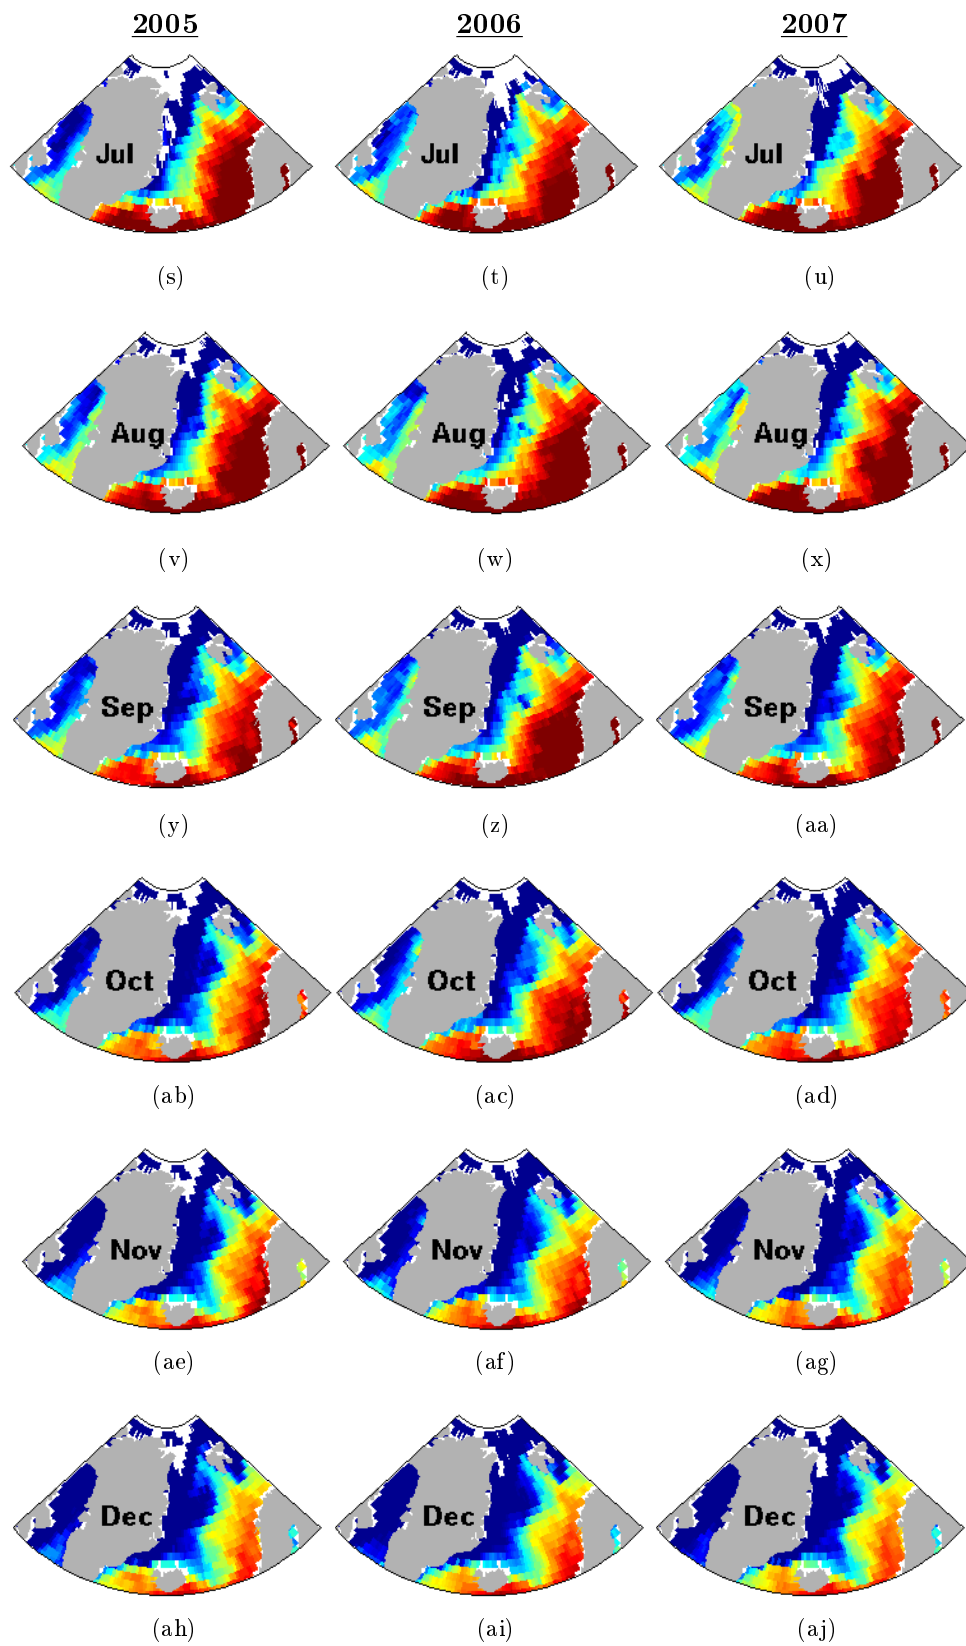 2005 2006 2007
Jul Jul Jul
(s) (t) (u)
Aug Aug Aug
(v) (w) (x)
Sep Sep Sep
(y) (z) (aa)
Oct Oct Oct
(ab) (ac) (ad)
Nov Nov Nov
(ae) (af) (ag)
Dec Dec Dec
(ah) (ai) (aj)